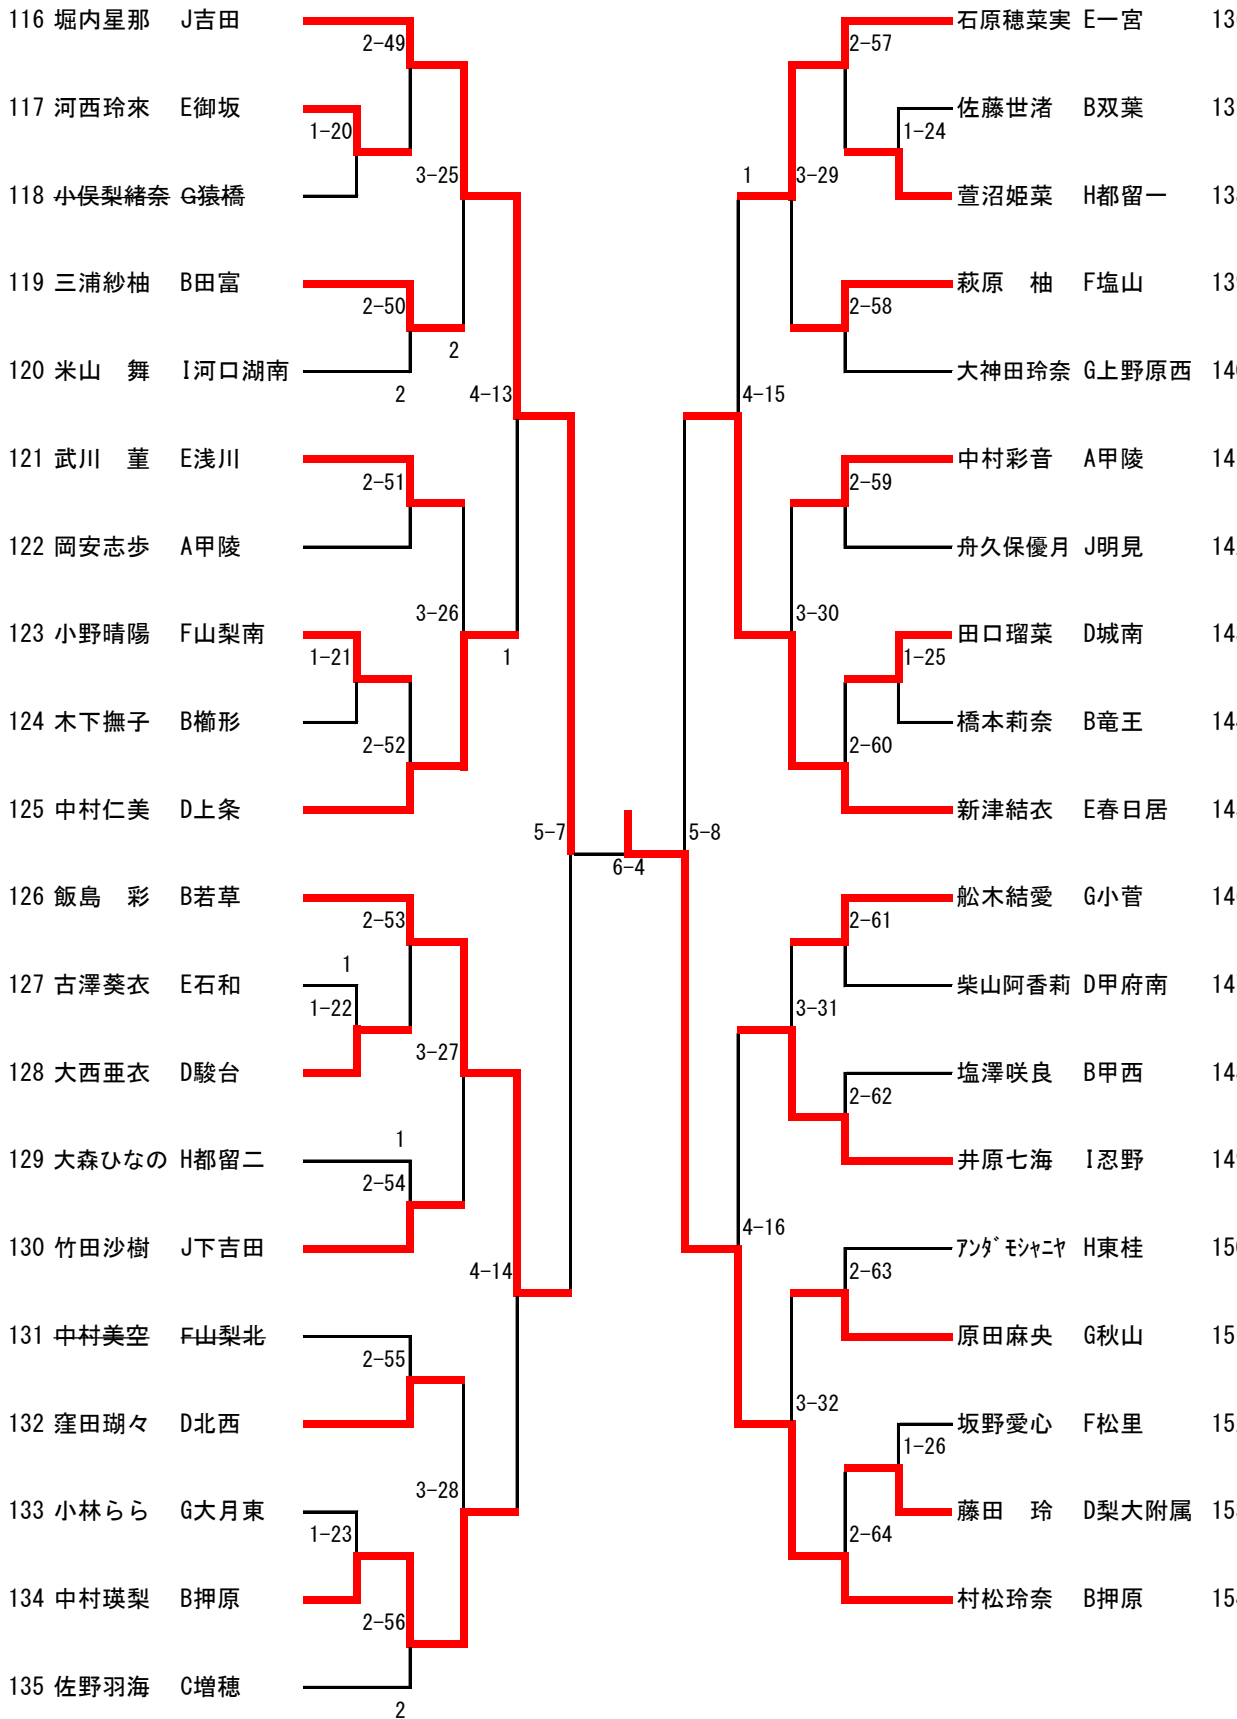 116 堀内星那 J吉田
2-49
117 河西玲來 E御坂
1-20
118 小俣梨緒奈 G猿橋
3-25
119 三浦紗柚 B田富
2-50
2
120 米山 舞 I河口湖南
2
4-13
121 武川 菫 E浅川
2-51
122 岡安志歩 A甲陵
3-26
123 小野晴陽 F山梨南
1-21
1
124 木下撫子 B櫛形
2-52
125 中村仁美 D上条
5-7
6-4
126 飯島 彩 B若草
2-53
1
127 古澤葵衣 E石和
1-22
3-27
128 大西亜衣 D駿台
1
129 大森ひなの H都留二
2-54
130 竹田沙樹 J下吉田
4-14
131 中村美空 F山梨北
2-55
132 窪田瑚々 D北西
3-28
133 小林らら G大月東
1-23
134 中村瑛梨 B押原
2-56
135 佐野羽海 C増穂
2
石原穂菜実 E一宮 13
2-57
佐藤世渚 B双葉 13
1-24
1
3-29
萱沼姫菜 H都留一 13
萩原 柚 F塩山 13
2-58
大神田玲奈 G上野原西 14
4-15
中村彩音 A甲陵 14
2-59
舟久保優月 J明見 14
3-30
田口瑠菜 D城南 14
1-25
橋本莉奈 B竜王 14
2-60
新津結衣 E春日居 14
5-8
舩木結愛 G小菅 14
2-61
柴山阿香莉 D甲府南 14
3-31
塩澤咲良 B甲西 14
2-62
井原七海 I忍野 14
4-16
アンダモシャニヤ H東桂 15
2-63
原田麻央 G秋山 15
3-32
坂野愛心 F松里 15
1-26
藤田 玲 D梨大附属 15
2-64
村松玲奈 B押原 15